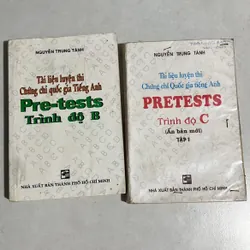 NGUYỄN TRUNG TÁNH
Tài liệu luyện thi
Chứng chỉ quốc gia Tiếng Anh
Pre-tests
Trình độ B
NHÀ XUẤT BẢN THÀNH PHỐ HỒ CHÍ MINH
NGUYỄN TRUNG TÁNH
Tài liệu luyện thi
Chứng chỉ Quốc gia tiếng Anh
PRETESTS
Trình độ C
(Ấn bản mới)
TẬP I
NHÀ XUẤT BẢN THÀNH PHỐ HỒ CHÍ MINH